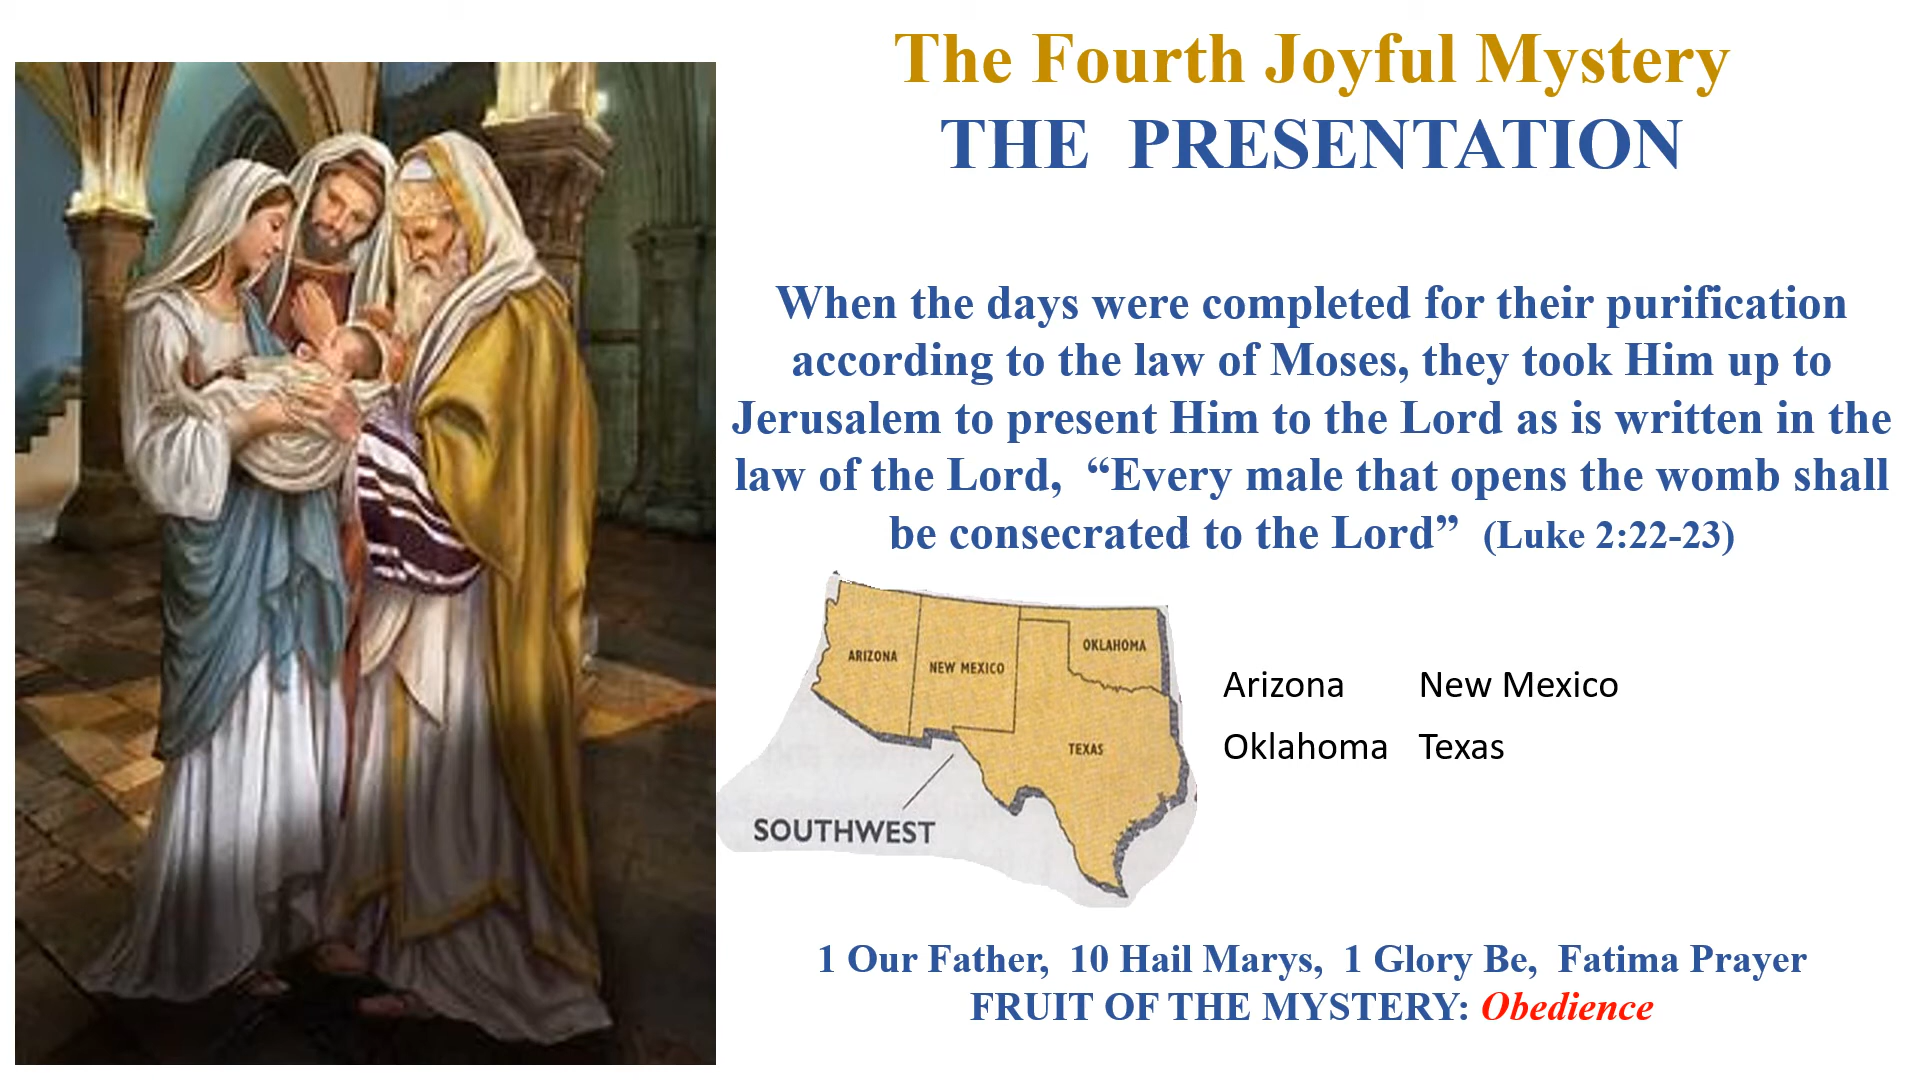 The Fourth Joyful Mystery
THE PRESENTATION
When the days were completed for their purification
according to the law of Moses, they took Him up to
Jerusalem to present Him to the Lord as is written in the
law of the Lord, “Every male that opens the womb shall
be consecrated to the Lord” (Luke 2:22-23)
ARIZONA
NEW MEXICO
OKLAHOMA
TEXAS
SOUTHWEST
Arizona New Mexico
Oklahoma Texas
1 Our Father, 10 Hail Marys, 1 Glory Be, Fatima Prayer
FRUIT OF THE MYSTERY: Obedience